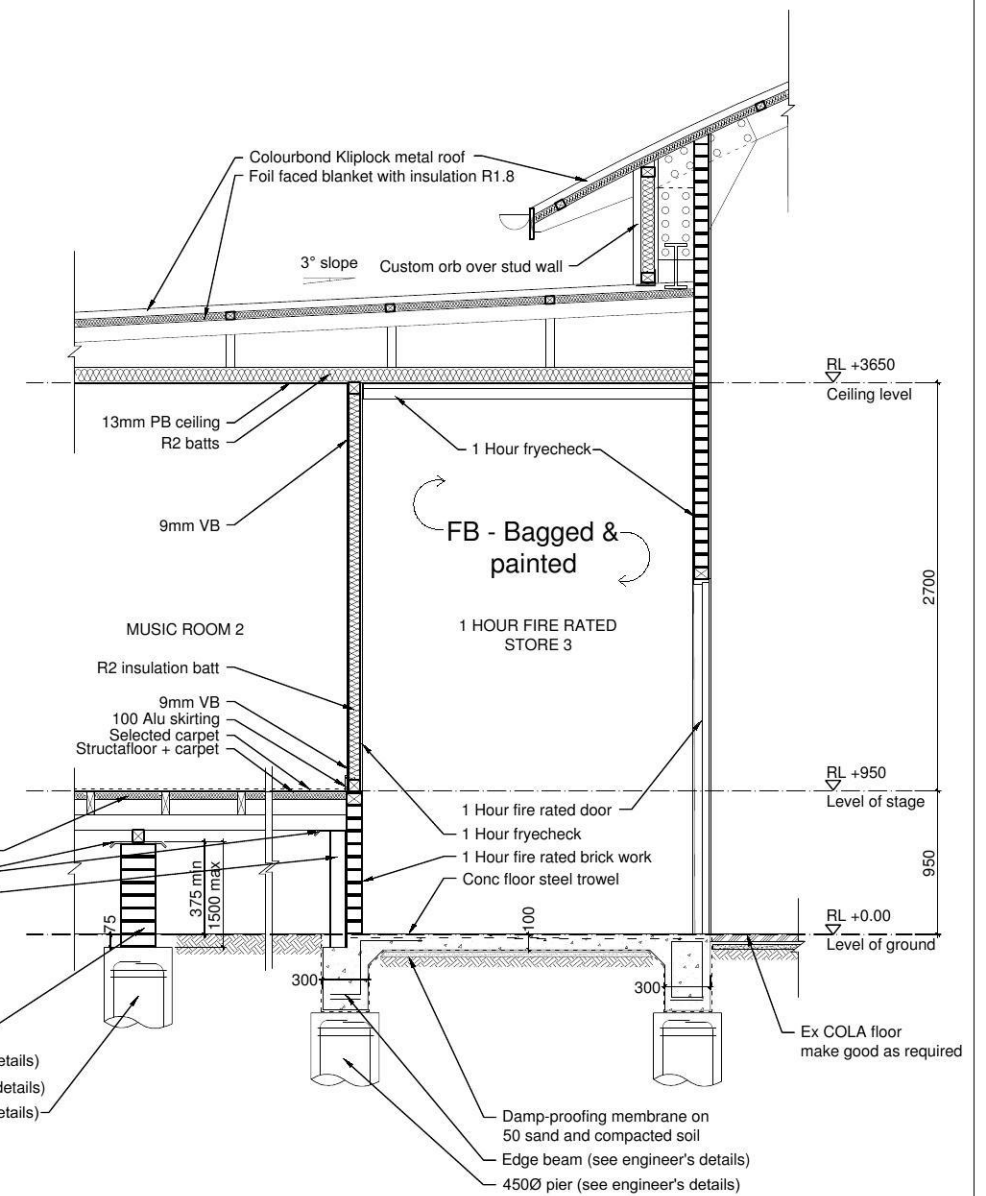 Colourbond Kliplock metal roof
Foil faced blanket with insulation R1.8
3° slope
Custom orb over stud wall
RL +3650
Ceiling level
13mm PB ceiling
R2 batts
1 Hour fryecheck
9mm VB
FB - Bagged &
painted
2700
MUSIC ROOM 2
1 HOUR FIRE RATED
STORE 3
R2 insulation batt
9mm VB
100 Alu skirting
Selected carpet
Structafloor + carpet
RL +950
Level of stage
1 Hour fire rated door
1 Hour fryecheck
1 Hour fire rated brick work
Conc floor steel trowel
950
375 min
1500 max
75
100
RL +0.00
Level of ground
300
300
Ex COLA floor
make good as required
etails)
details)
etails)
Damp-proofing membrane on
50 sand and compacted soil
Edge beam (see engineer's details)
450Ø pier (see engineer's details)